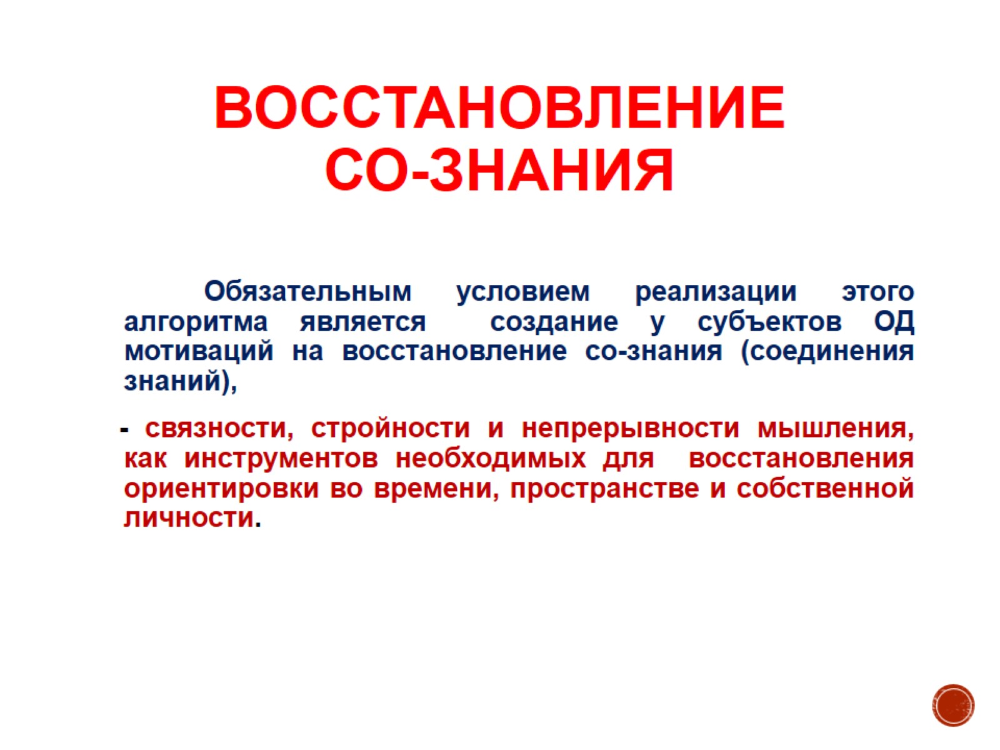 ВОССТАНОВЛЕНИЕ
СО-ЗНАНИЯ
Обязательным условием реализации этого
алгоритма является создание у субъектов ОД
мотиваций на восстановление со-знания (соединения
знаний),
- связности, стройности и непрерывности мышления,
как инструментов необходимых для восстановления
ориентировки во времени, пространстве и собственной
личности.